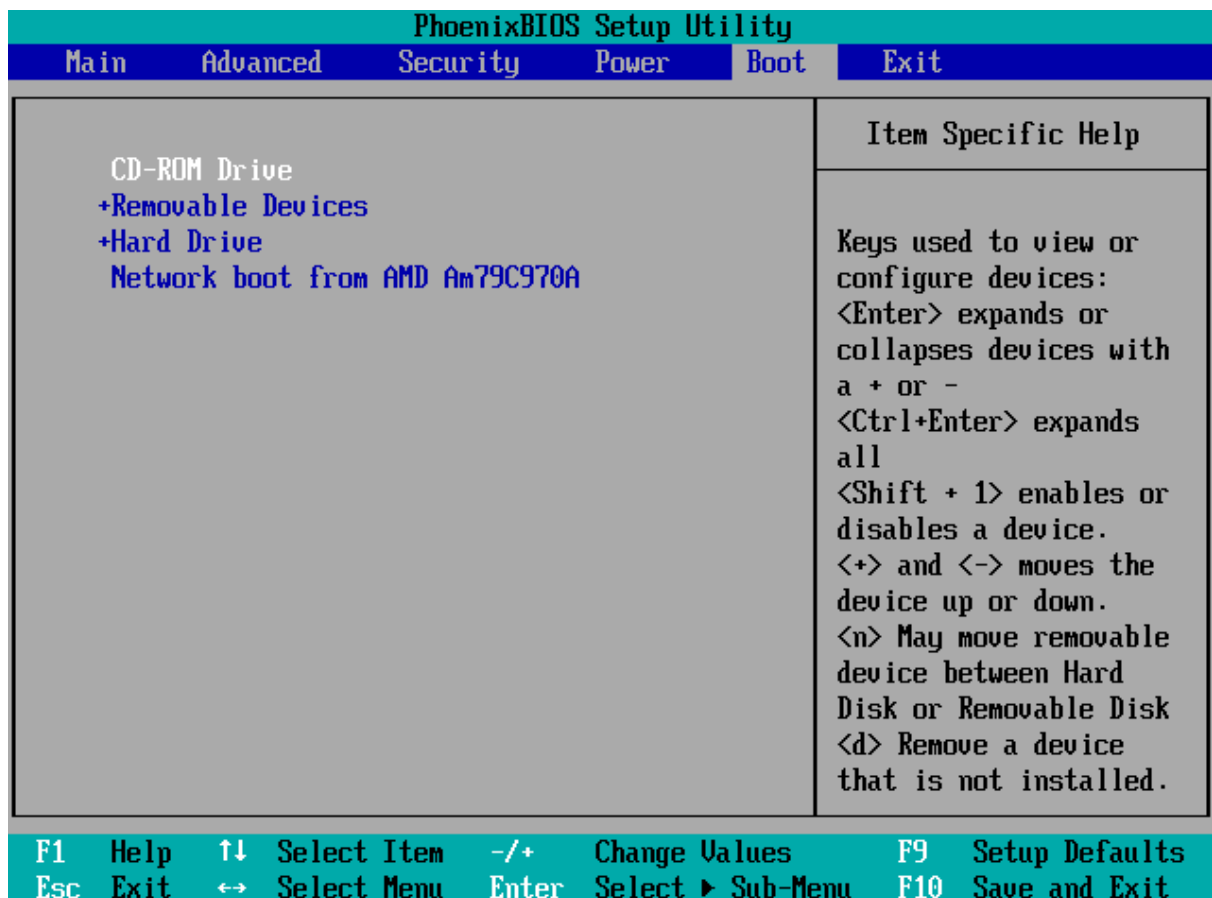 PhoenixBIOS Setup Utility
Main Advanced Security Power Boot Exit
CD-ROM Drive
+Removable Devices
+Hard Drive
Network boot from AMD Am79C970A
Item Specific Help
Keys used to view or
configure devices:
<Enter> expands or
collapses devices with
a + or -
<Ctrl+Enter> expands
all
<Shift + 1> enables or
disables a device.
<+> and <-> moves the
device up or down.
<n> May move removable
device between Hard
Disk or Removable Disk
<d> Remove a device
that is not installed.
F1 Help ↑↓ Select Item -/+ Change Values F9 Setup Defaults
Esc Exit ↔ Select Menu Enter Select ▶ Sub-Menu F10 Save and Exit